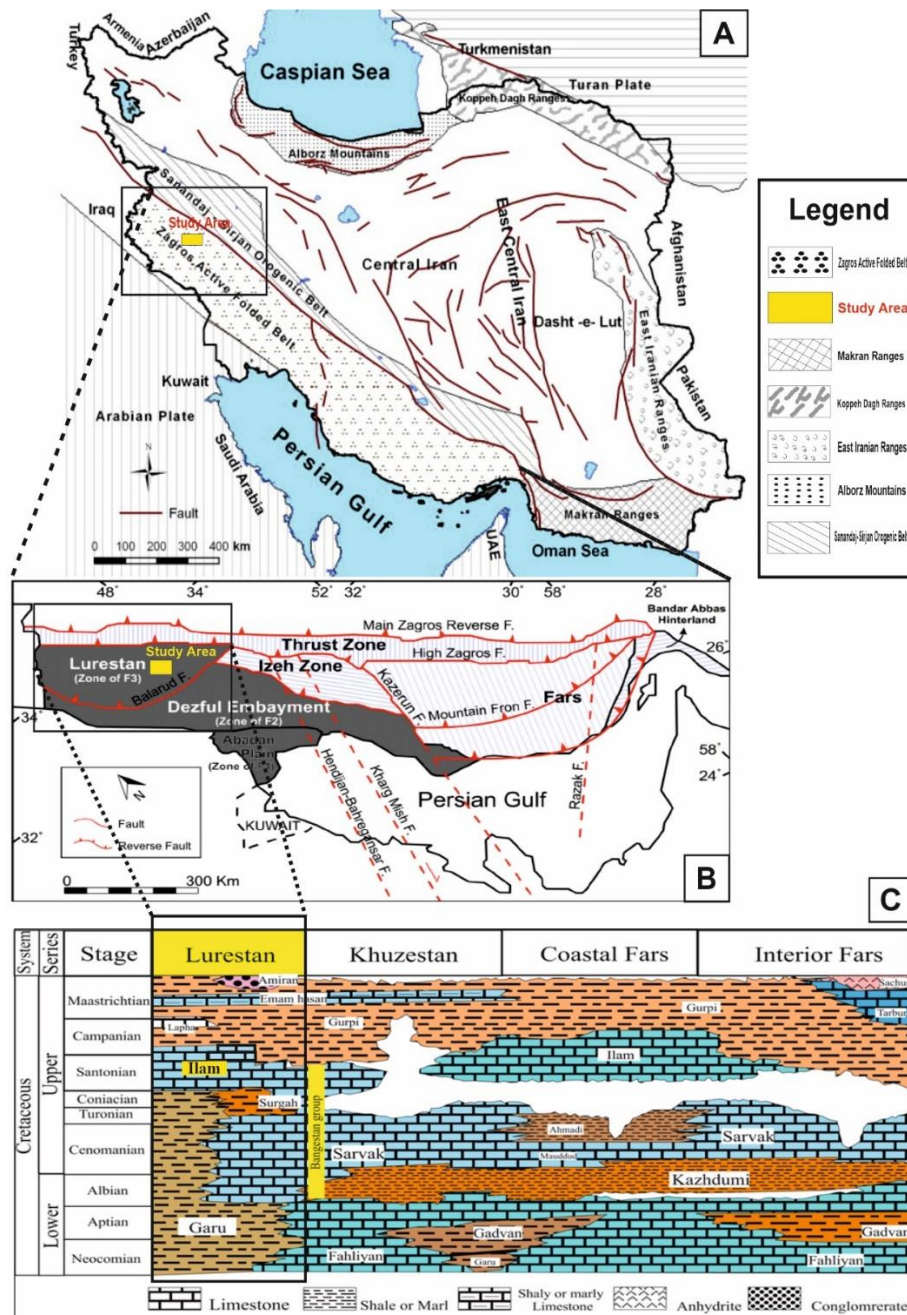 A
Armenia
Azerbaijan
Turkey
Turkmenistan
Caspian Sea
Turan Plate
Koppeh Dagh Ranges
Alborz Mountains
Iraq
Sanandaj-Sirjan Orogenic Belt
Study Area
Zagros Active Folded Belt
Central Iran
East Central Iran
Dasht -e- Lut
East Iranian Ranges
Afghanistan
Pakistan
Kuwait
Arabian Plate
Saudi Arabia
Persian Gulf
N
Fault
0 100 200 300 400 km
UAE
Makran Ranges
Oman Sea
Legend
Zagros Active Folded Belt
Study Area
Makran Ranges
Koppeh Dagh Ranges
East Iranian Ranges
Alborz Mountains
Sanandaj-Sirjan Orogenic Belt
48° 34° 52° 32° 30° 58° 28°
Bandar Abbas
Hinterland
Main Zagros Reverse F.
Thrust Zone
High Zagros F.
26°
Study Area
Lurestan
(Zone of F3)
Izeh Zone
Balarud F.
Kazerun F.
Fars
Mountain Fron F.
Dezful Embayment
(Zone of F2)
34°
Abadan
Plain
58°
24°
N
Fault
Reverse Fault
KUWAIT
Hendijan-Bahregansar F.
Kharg Mish F.
Razak F.
Persian Gulf
32°
0 300 Km
B
C
System Series Stage Lurestan Khuzestan Coastal Fars Interior Fars
Cretaceous
Upper
Lower
Maastrichtian
Campanian
Santonian
Coniacian
Turonian
Cenomanian
Albian
Aptian
Neocomian
Amiran
Emam hasan
Lapha
Gurpi
Gurpi
Sachun
Tarbur
Ilam
Ilam
Surgah
Bangestan group
Sarvak
Ahmadi
Mauddud
Sarvak
Kazhdumi
Garu
Gadvan
Garu
Gadvan
Fahliyan
Fahliyan
Limestone
Shale or Marl
Shaly or marly
Limestone
Anhydrite
Conglomrerate